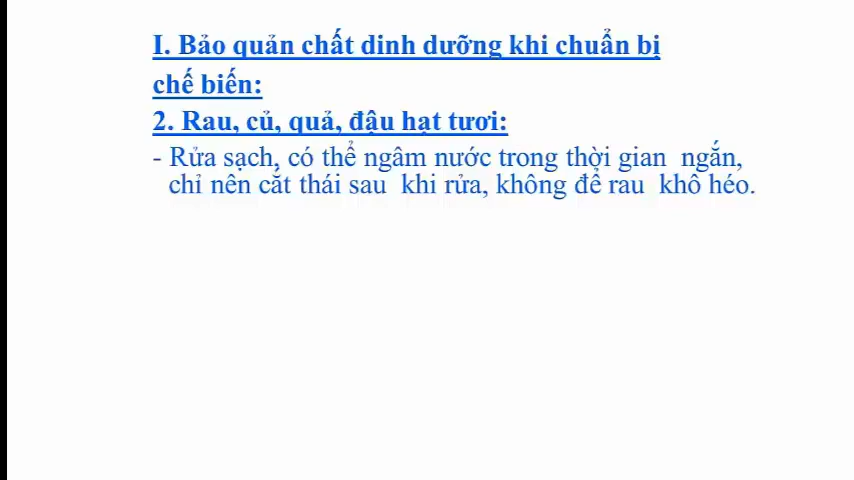 I. Bảo quản chất dinh dưỡng khi chuẩn bị
chế biến:
2. Rau, củ, quả, đậu hạt tươi:
- Rửa sạch, có thể ngâm nước trong thời gian ngắn,
chỉ nên cắt thái sau khi rửa, không để rau khô héo.